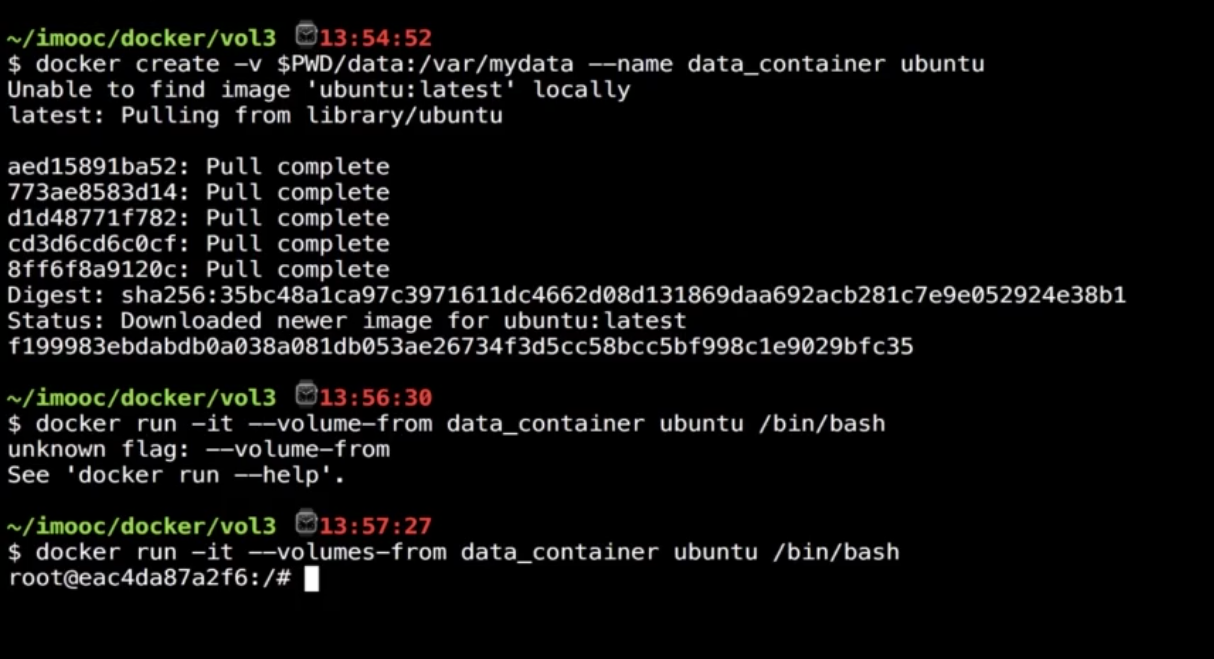 ~/imooc/docker/vol3 ⌚13:54:52
$ docker create -v $PWD/data:/var/mydata --name data_container ubuntu
Unable to find image 'ubuntu:latest' locally
latest: Pulling from library/ubuntu
aed15891ba52: Pull complete
773ae8583d14: Pull complete
d1d48771f782: Pull complete
cd3d6cd6c0cf: Pull complete
8ff6f8a9120c: Pull complete
Digest: sha256:35bc48a1ca97c3971611dc4662d08d131869daa692acb281c7e9e052924e38b1
Status: Downloaded newer image for ubuntu:latest
f199983ebdabdb0a038a081db053ae26734f3d5cc58bcc5bf998c1e9029bfc35
~/imooc/docker/vol3 ⌚13:56:30
$ docker run -it --volume-from data_container ubuntu /bin/bash
unknown flag: --volume-from
See 'docker run --help'.
~/imooc/docker/vol3 ⌚13:57:27
$ docker run -it --volumes-from data_container ubuntu /bin/bash
root@eac4da87a2f6:/#